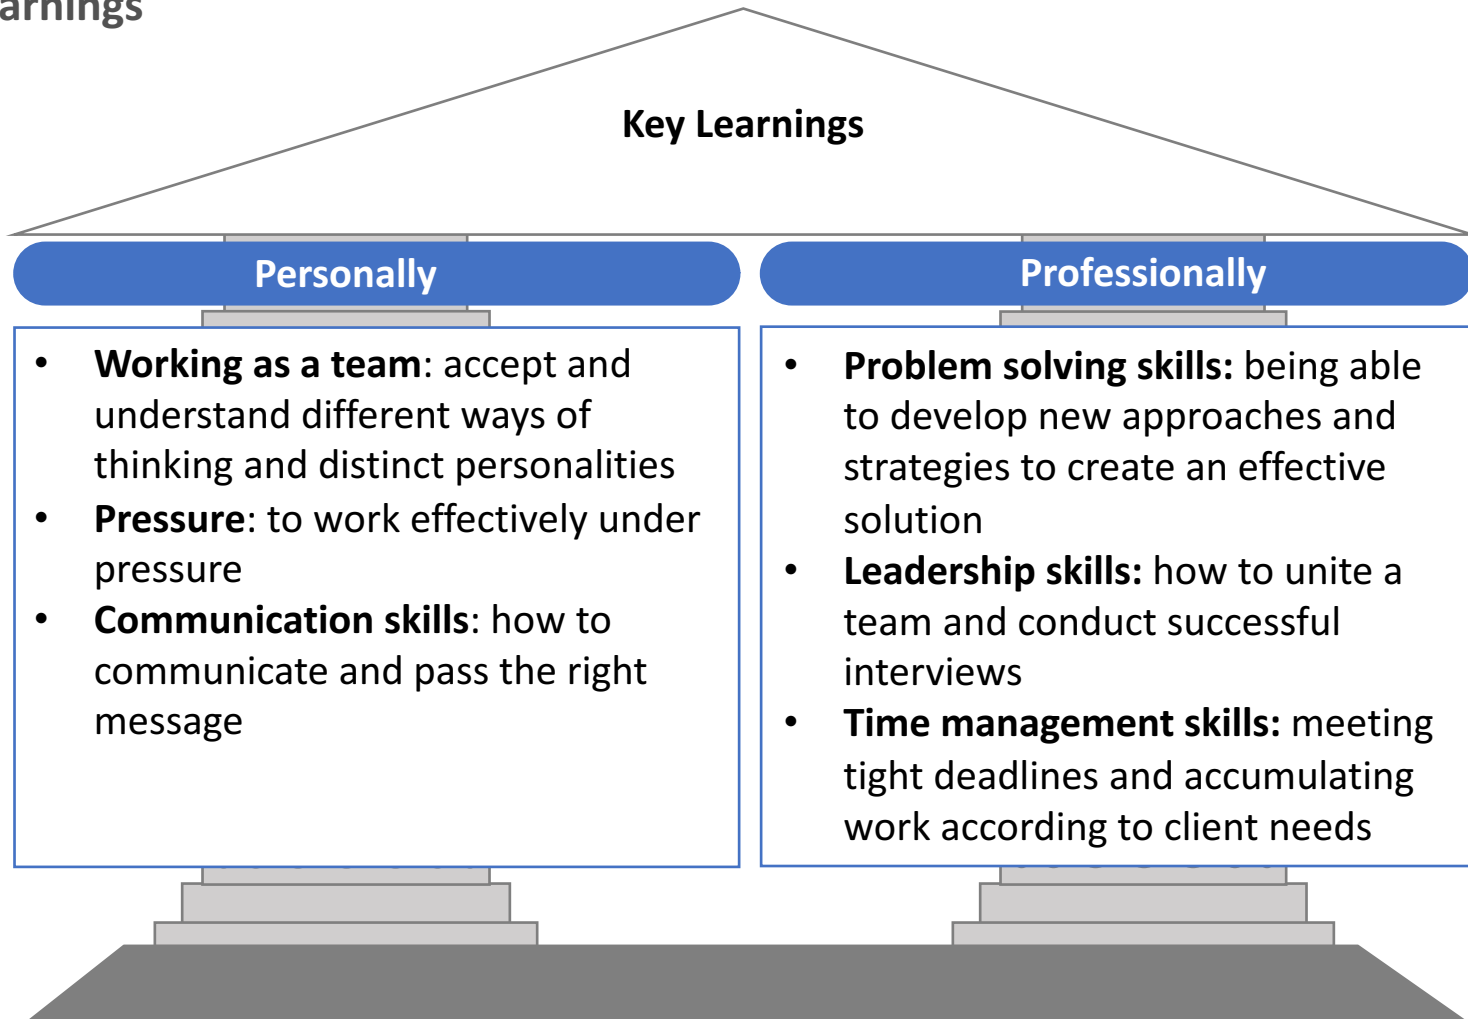 arnings
Key Learnings
Personally
• Working as a team: accept and
understand different ways of
thinking and distinct personalities
• Pressure: to work effectively under
pressure
• Communication skills: how to
communicate and pass the right
message
Professionally
• Problem solving skills: being able
to develop new approaches and
strategies to create an effective
solution
• Leadership skills: how to unite a
team and conduct successful
interviews
• Time management skills: meeting
tight deadlines and accumulating
work according to client needs